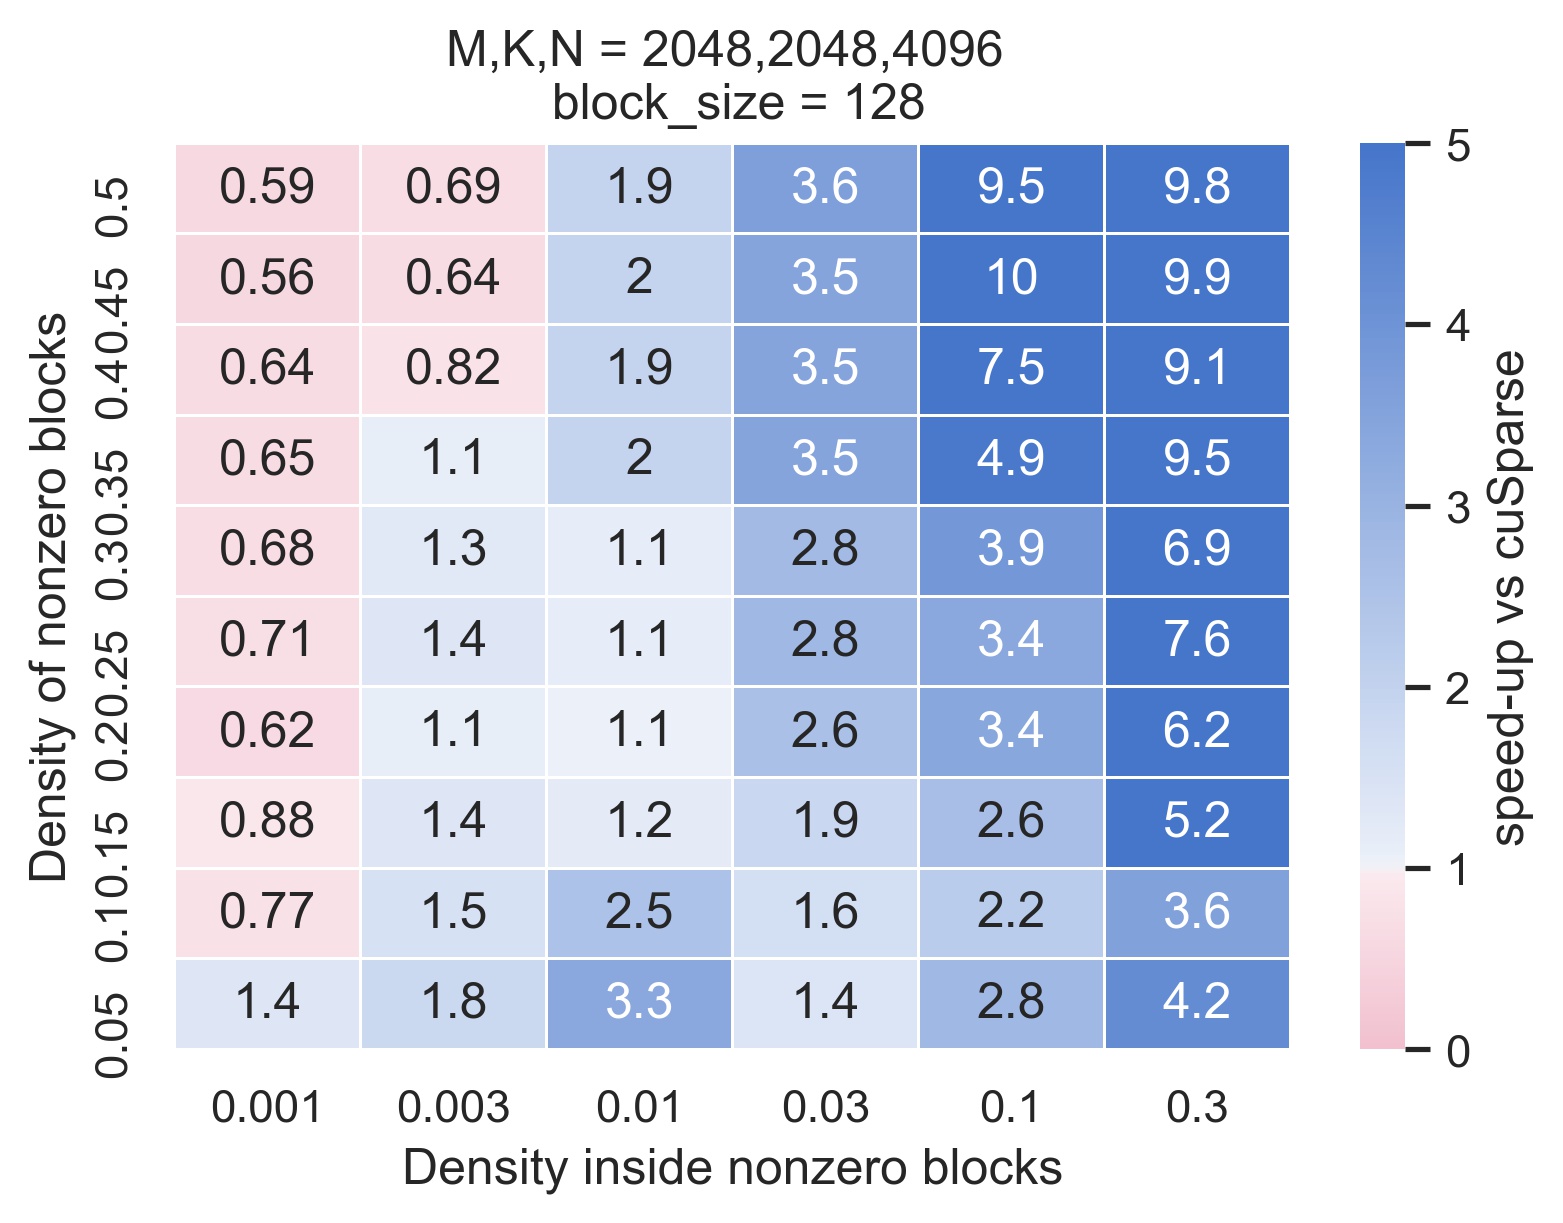 M,K,N = 2048,2048,4096
block_size = 128
Density of nonzero blocks
0.5 0.59 0.69 1.9 3.6 9.5 9.8
0.45 0.56 0.64 2 3.5 10 9.9
0.4 0.64 0.82 1.9 3.5 7.5 9.1
0.35 0.65 1.1 2 3.5 4.9 9.5
0.3 0.68 1.3 1.1 2.8 3.9 6.9
0.25 0.71 1.4 1.1 2.8 3.4 7.6
0.2 0.62 1.1 1.1 2.6 3.4 6.2
0.15 0.88 1.4 1.2 1.9 2.6 5.2
0.1 0.77 1.5 2.5 1.6 2.2 3.6
0.05 1.4 1.8 3.3 1.4 2.8 4.2
0.001 0.003 0.01 0.03 0.1 0.3
Density inside nonzero blocks
5
4
3
2
1
0
speed-up vs cuSparse